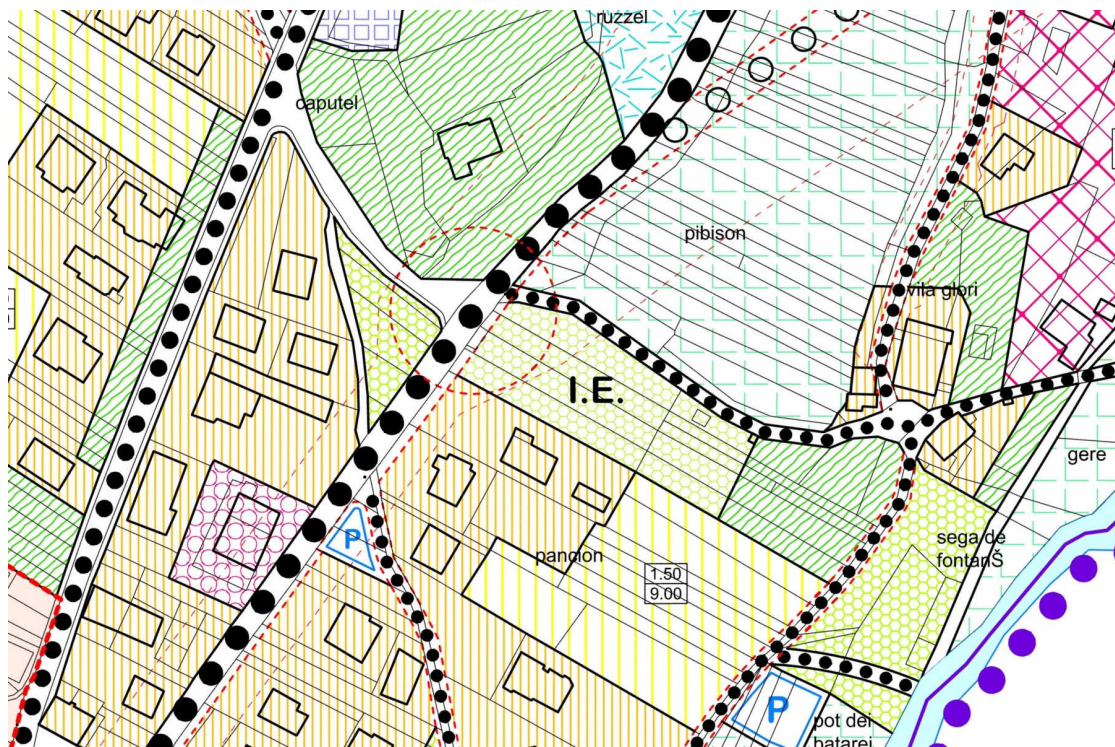 ruzzel
caputel
pibison
vila glori
I.E.
gere
sega de
fontanŠ
pancion
1.50
9.00
P
P
pot dei
batarei